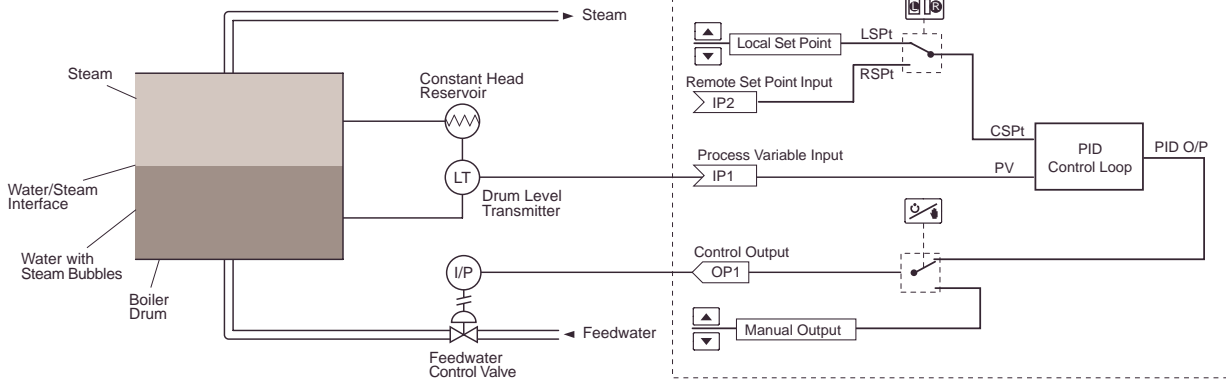 Steam
Steam
Water/Steam
Interface
Water with
Steam Bubbles
Boiler
Drum
Constant Head
Reservoir
LT
Drum Level
Transmitter
I/P
Feedwater
Feedwater
Control Valve
L R
Local Set Point
LSPt
Remote Set Point Input
RSPt
IP2
CSPt
Process Variable Input
IP1
PV
PID
Control Loop
PID O/P
Control Output
OP1
Manual Output